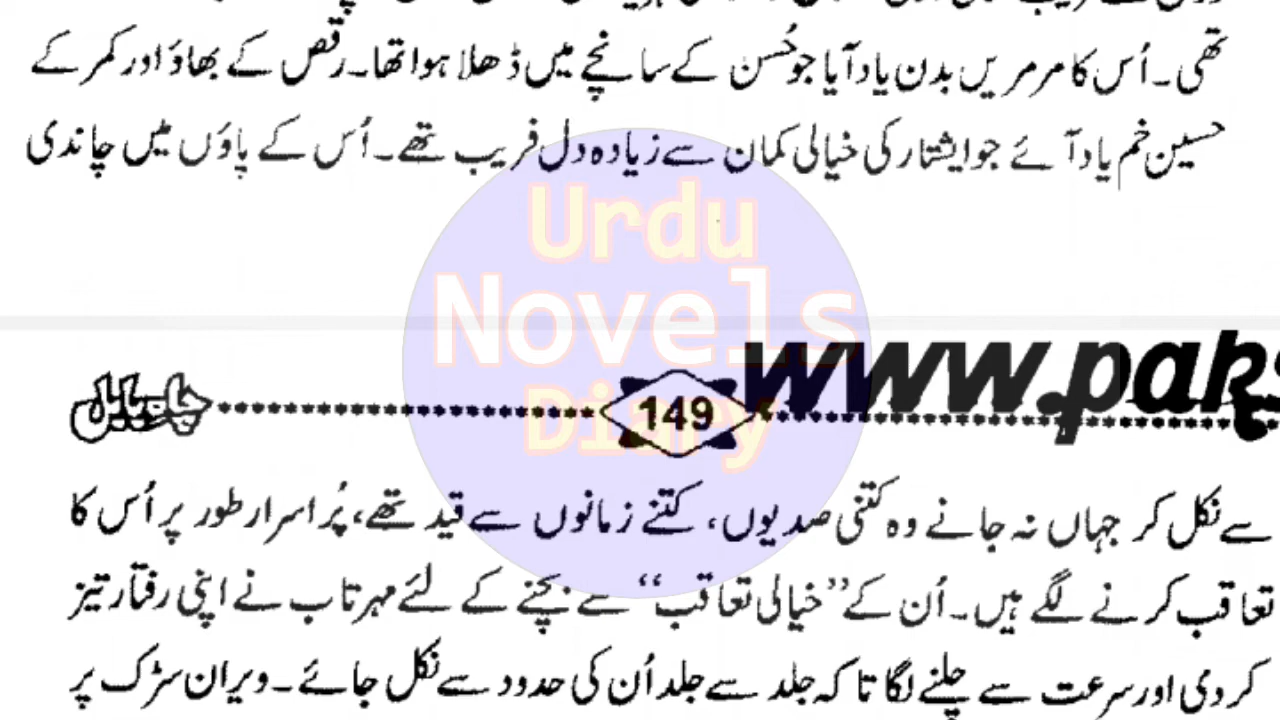 تھی۔اُس کا مرمریں بدن یاد آیا جو حُسن کے سانچے میں ڈھلا ہوا تھا۔رقص کے بھاؤ اور کمر کے
حسین خم یاد آئے جو ایشتار کی خیالی کمان سے زیادہ دل فریب تھے۔اُس کے پاؤں میں چاندی
Urdu
Novels
Diary
www.paks
149
چاہ بابل
سے نکل کر جہاں نہ جانے وہ کتنی صدیوں، کتنے زمانوں سے قید تھے، پُراسرار طور پر اُس کا
تعاقب کرنے لگے ہیں۔اُن کے ’’خیالی تعاقب‘‘ سے بچنے کے لئے مہرتاب نے اپنی رفتار تیز
کردی اور سرعت سے چلنے لگا تا کہ جلد سے جلد اُن کی حدود سے نکل جائے۔ویران سڑک پر